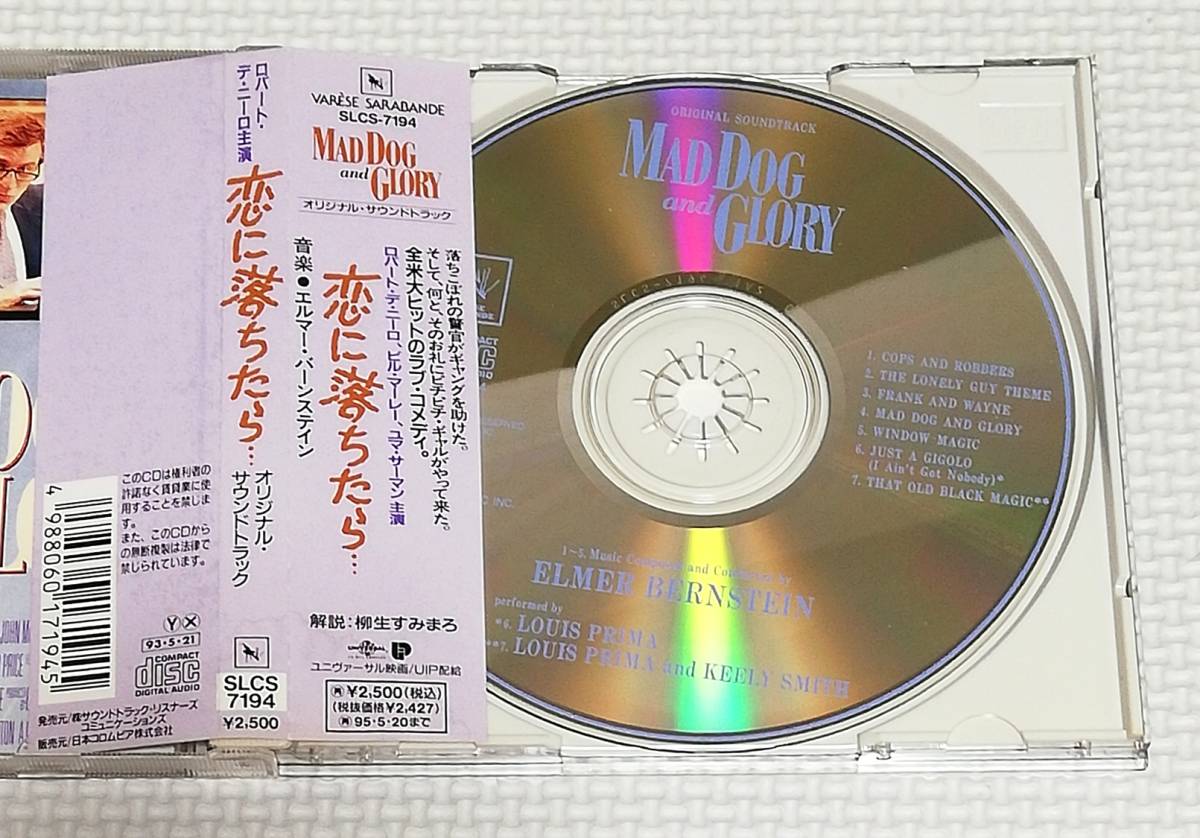 ロバート・
デ・ニーロ主演
恋に落ちたら…
オリジナル・
サウンドトラック
SLCS
7194
¥2,500
VARÈSE SARABANDE
SLCS-7194
MAD DOG
and GLORY
オリジナル・サウンドトラック
落ちこぼれの警官がギャングを助けた。
そして、何と、そのお礼にピチピチ・ギャルがやって来た。
全米大ヒットのラブ・コメディ。
ロバート・デ・ニーロ、ビル・マーレー、ユマ・サーマン主演
恋に落ちたら…
音楽●エルマー・バーンスタイン
解説:柳生すみまろ
UNIVERSAL
ユニヴァーサル映画/UIP配給
¥2,500(税込)
(税抜価格¥2,427)
95・5・20まで
このCDは権利者の
許諾なく賃貸業に使
用することを禁じま
す。
また、このCDから
の無断複製は法律で
禁じられています。
4988060171945
Y X
93・5・21
COMPACT
disc
DIGITAL AUDIO
発売元/㈱サウンドトラック・リスナーズ
コミュニケーションズ
販売元/日本コロムビア株式会社
JOHN M
PRICE
TON A.
ORIGINAL SOUNDTRACK
MAD DOG
and GLORY
1. COPS AND ROBBERS
2. THE LONELY GUY THEME
3. FRANK AND WAYNE
4. MAD DOG AND GLORY
5. WINDOW MAGIC
6. JUST A GIGOLO
(I Ain't Got Nobody)*
7. THAT OLD BLACK MAGIC**
1~5. Music Composed and Conducted by
ELMER BERNSTEIN
performed by
*6. LOUIS PRIMA
**7. LOUIS PRIMA and KEELY SMITH
INC.